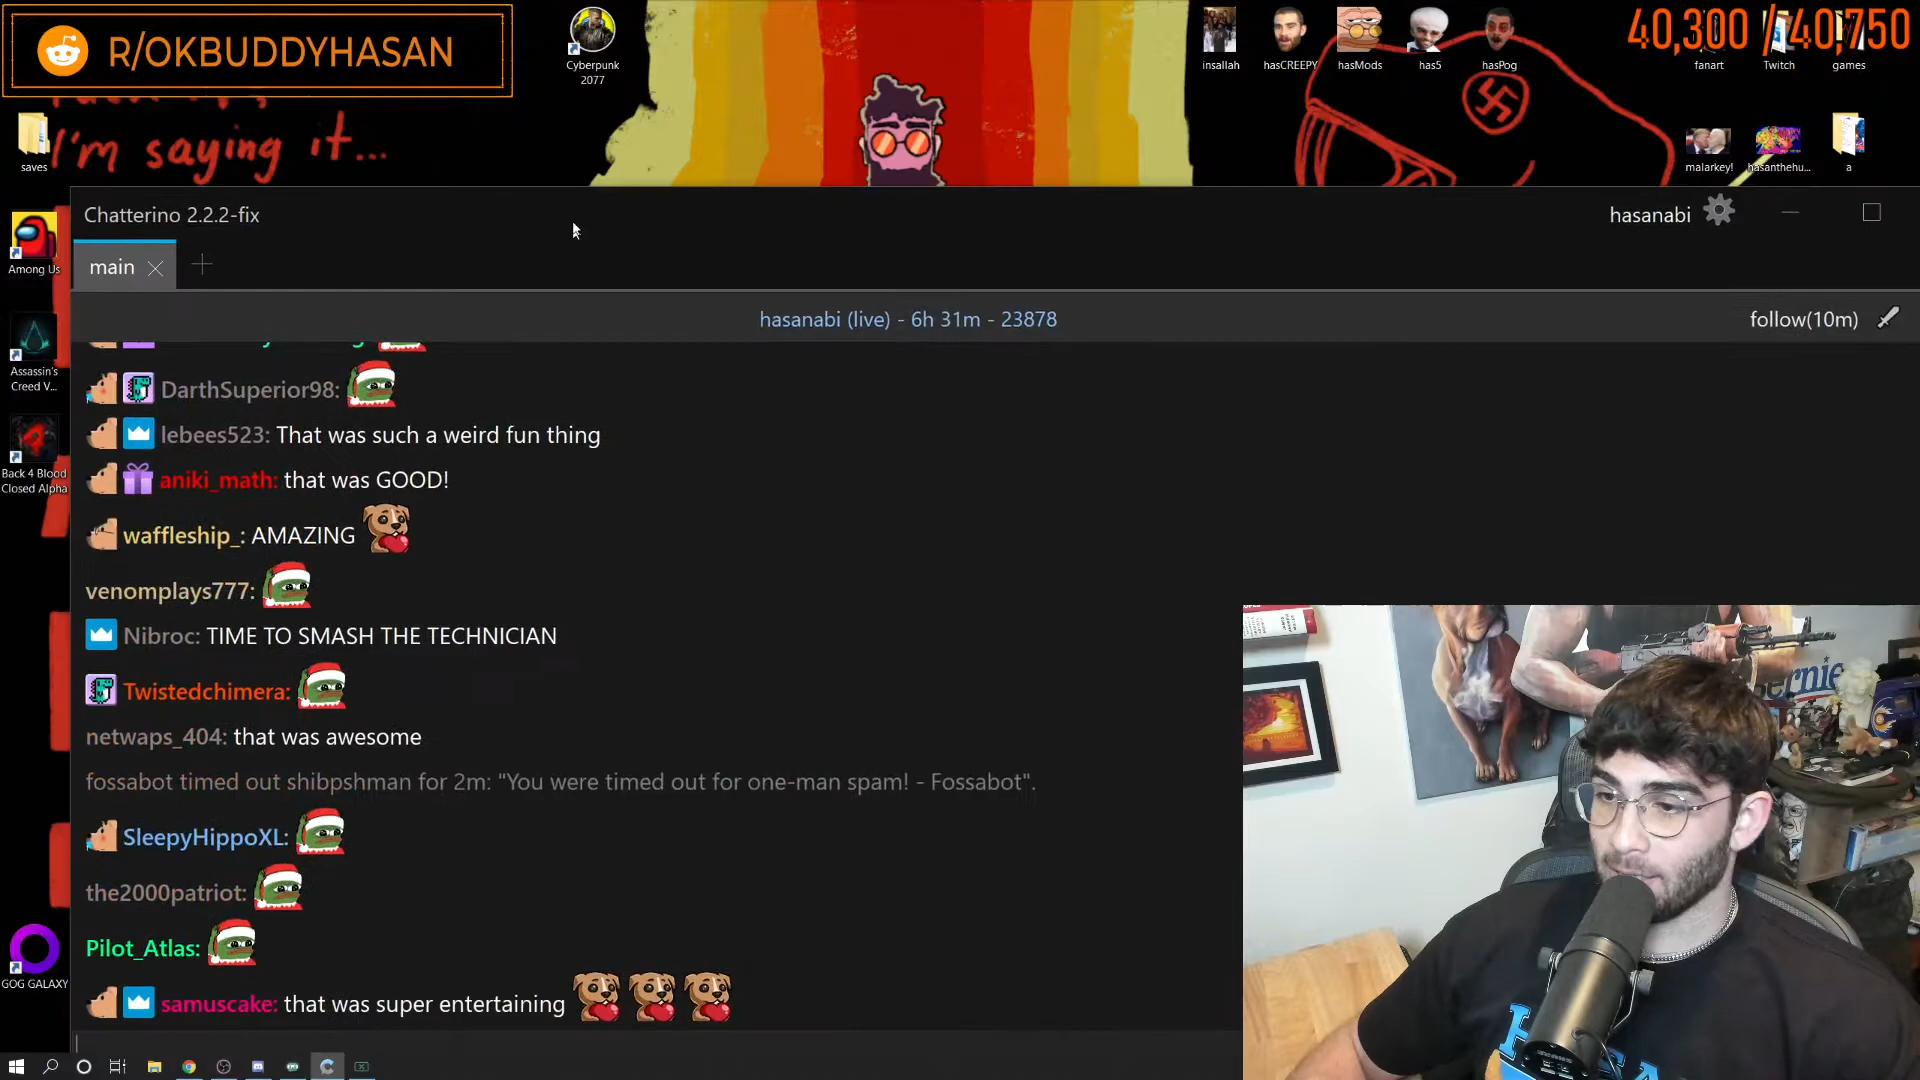 R/OKBUDDYHASAN
Cyberpunk
2077
insallah
hasCREEPY
hasMods
has5
hasPog
40,300 / 40,750
fanart
Twitch
games
I'm saying it...
saves
malarkey!
hasanthehu...
a
Chatterino 2.2.2-fix
hasanabi
Among Us
main
hasanabi (live) - 6h 31m - 23878
follow(10m)
Assassin's
Creed V...
DarthSuperior98:
lebees523: That was such a weird fun thing
Back 4 Blood
Closed Alpha
aniki_math: that was GOOD!
waffleship_: AMAZING
venomplays777:
Nibroc: TIME TO SMASH THE TECHNICIAN
Twistedchimera:
netwaps_404: that was awesome
fossabot timed out shibpshman for 2m: "You were timed out for one-man spam! - Fossabot".
SleepyHippoXL:
the2000patriot:
Pilot_Atlas:
GOG GALAXY
samuscake: that was super entertaining
Bernie